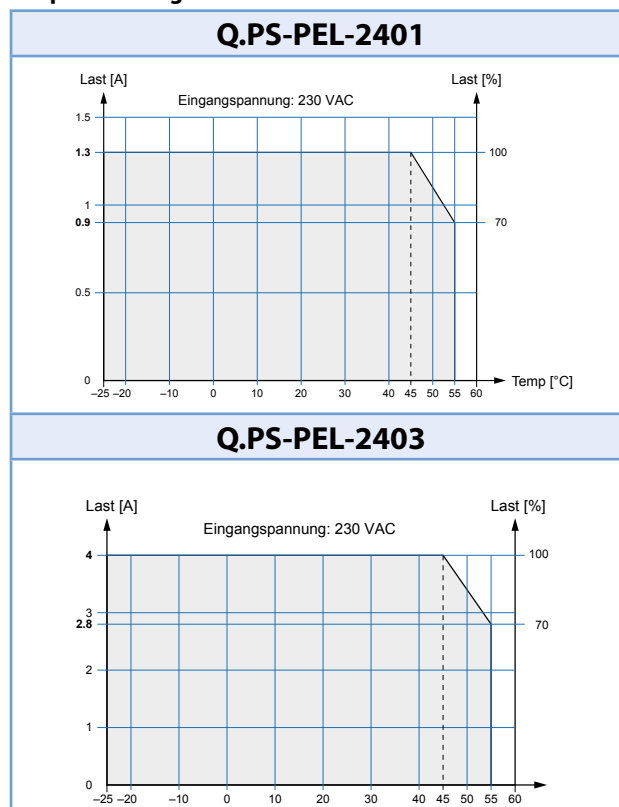 Q.PS-PEL-2401
Last [A] Last [%]
Eingangspannung: 230 VAC
1.5
1.3 100
1
0.9 70
0.5
0
Temp [°C]
–25 –20 –10 0 10 20 30 40 45 50 55 60
Q.PS-PEL-2403
Last [A] Last [%]
Eingangspannung: 230 VAC
4 100
3
2.8 70
2
1
0
–25 –20 –10 0 10 20 30 40 45 50 55 60